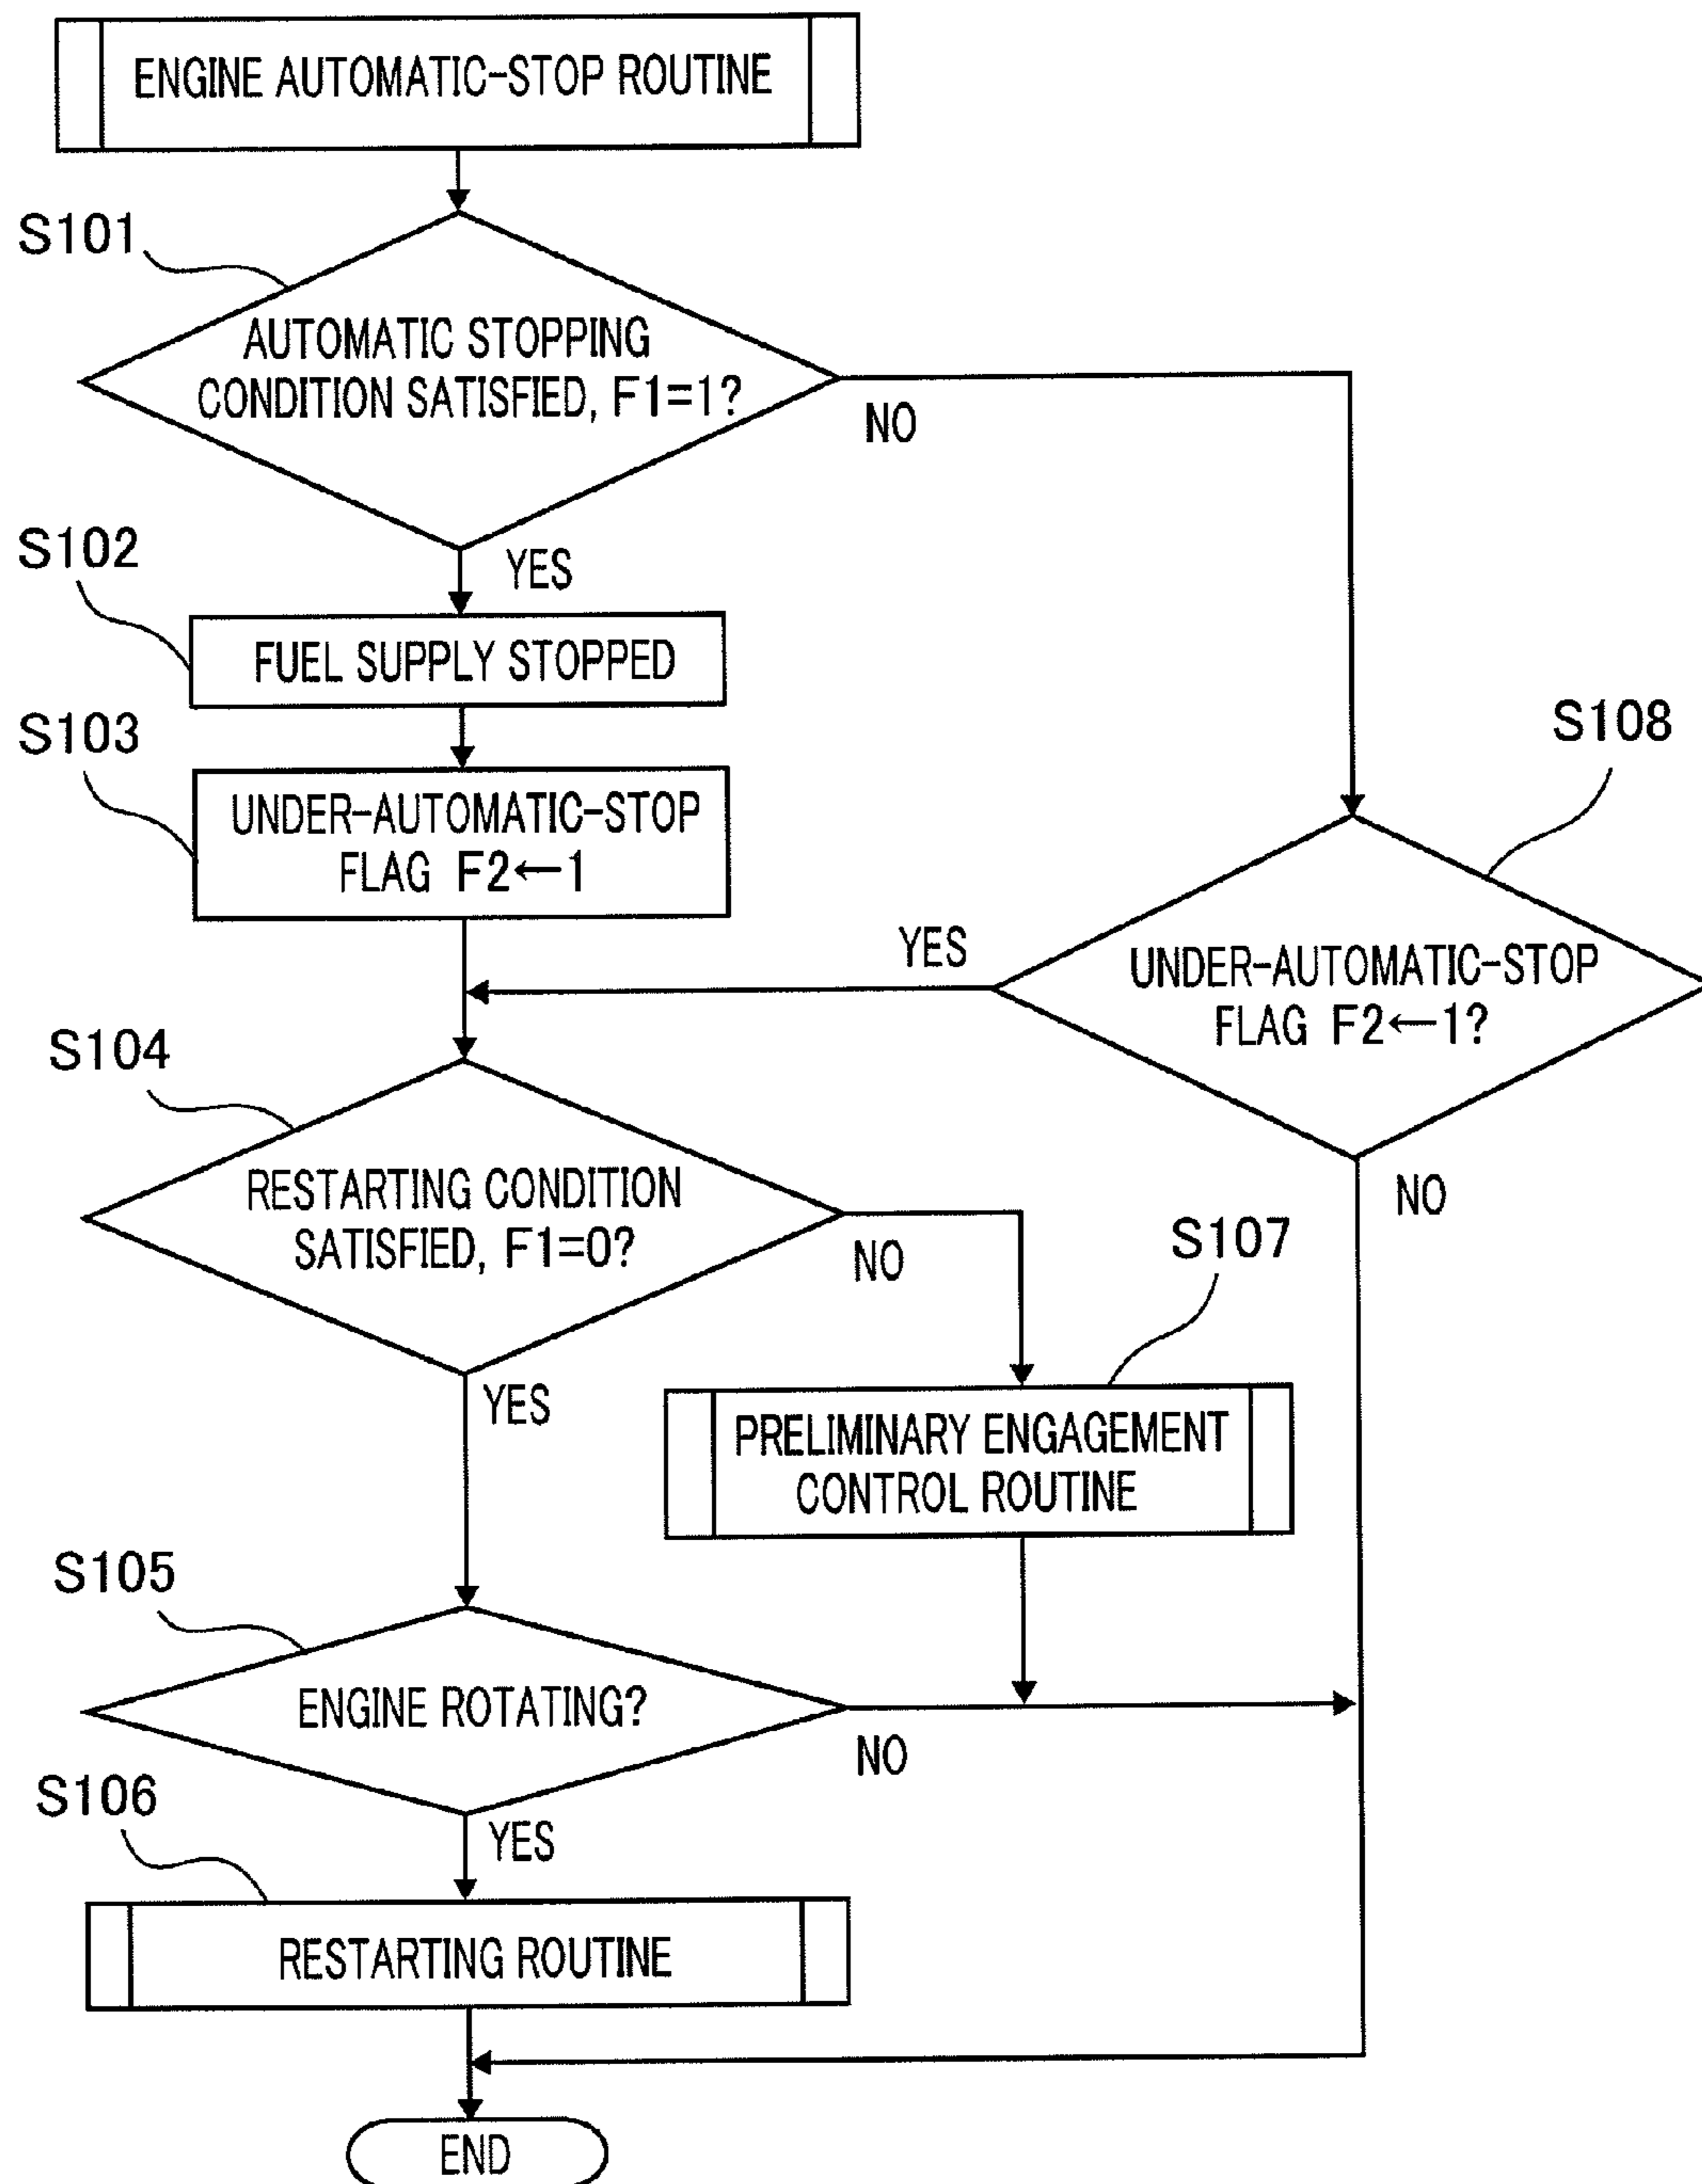 ENGINE AUTOMATIC-STOP ROUTINE
S101
AUTOMATIC STOPPING
CONDITION SATISFIED, F1=1?
NO
YES
S102
FUEL SUPPLY STOPPED
S103
UNDER-AUTOMATIC-STOP
FLAG F2←1
S108
UNDER-AUTOMATIC-STOP
FLAG F2←1?
YES
NO
S104
RESTARTING CONDITION
SATISFIED, F1=0?
NO
YES
S107
PRELIMINARY ENGAGEMENT
CONTROL ROUTINE
S105
ENGINE ROTATING?
NO
YES
S106
RESTARTING ROUTINE
END